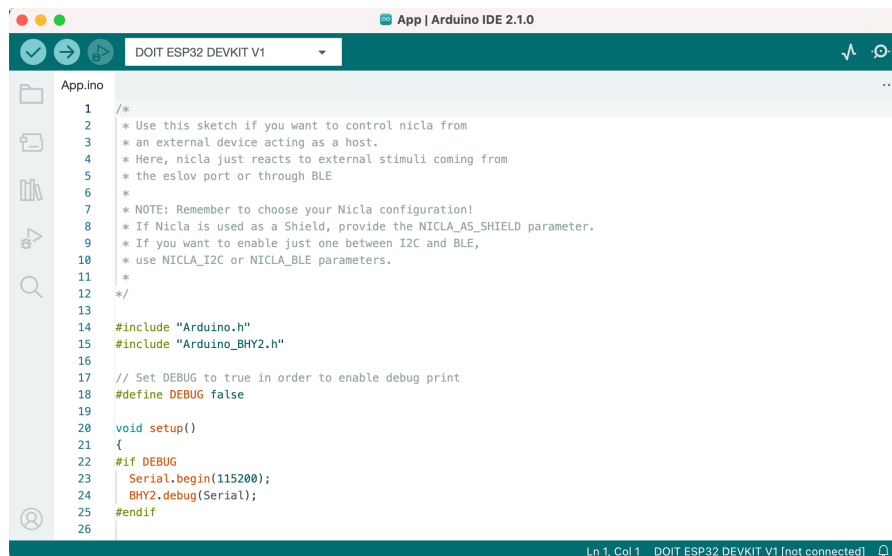 App | Arduino IDE 2.1.0
DOIT ESP32 DEVKIT V1
App.ino
1 /*
2  * Use this sketch if you want to control nicla from
3  * an external device acting as a host.
4  * Here, nicla just reacts to external stimuli coming from
5  * the eslov port or through BLE
6  *
7  * NOTE: Remember to choose your Nicla configuration!
8  * If Nicla is used as a Shield, provide the NICLA_AS_SHIELD parameter.
9  * If you want to enable just one between I2C and BLE,
10  * use NICLA_I2C or NICLA_BLE parameters.
11  *
12 */
13
14 #include "Arduino.h"
15 #include "Arduino_BHY2.h"
16
17 // Set DEBUG to true in order to enable debug print
18 #define DEBUG false
19
20 void setup()
21 {
22 #if DEBUG
23   Serial.begin(115200);
24   BHY2.debug(Serial);
25 #endif
26
Ln 1, Col 1 DOIT ESP32 DEVKIT V1 [not connected]